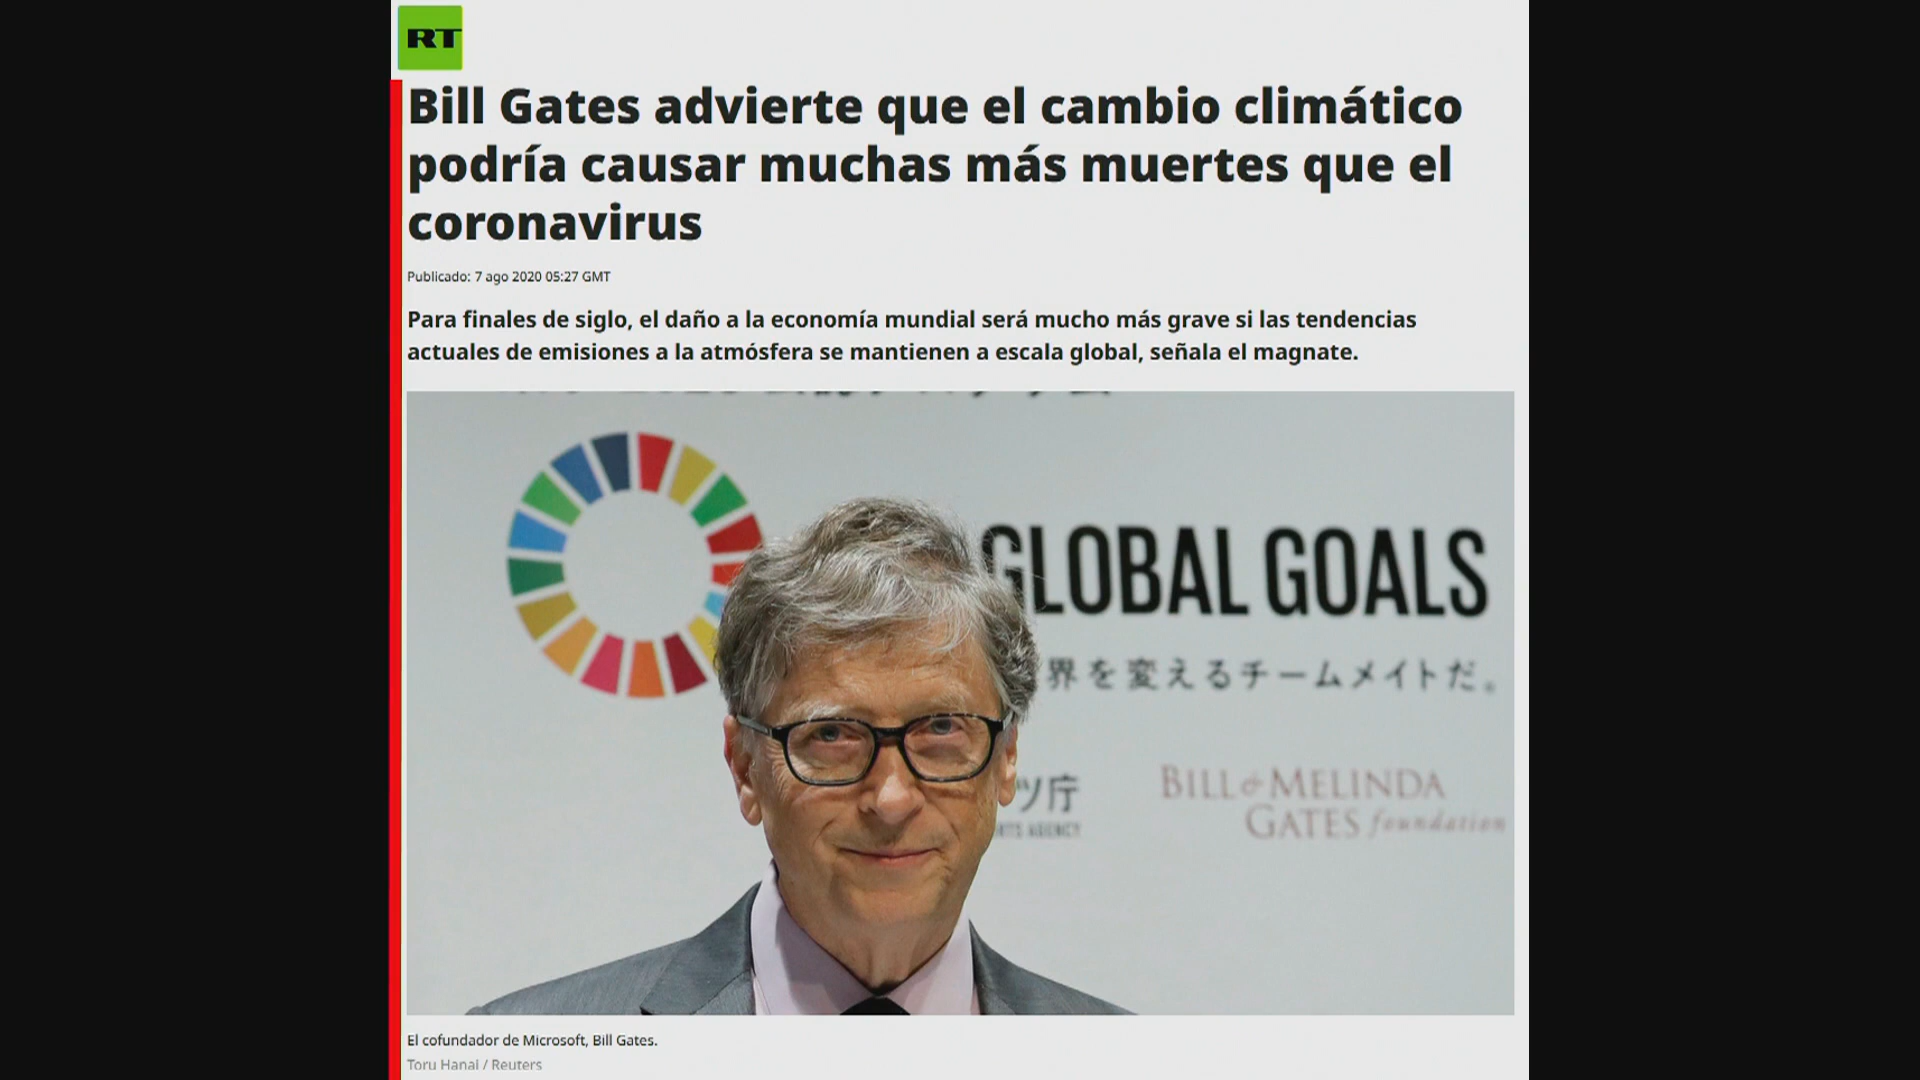 RT
Bill Gates advierte que el cambio climático
podría causar muchas más muertes que el
coronavirus
Publicado: 7 ago 2020 05:27 GMT
Para finales de siglo, el daño a la economía mundial será mucho más grave si las tendencias
actuales de emisiones a la atmósfera se mantienen a escala global, señala el magnate.
GLOBAL GOALS
界を変えるチームメイトだ。
ツ庁
RTS AGENCY
BILL & MELINDA
GATES foundation
El cofundador de Microsoft, Bill Gates.
Toru Hanai / Reuters